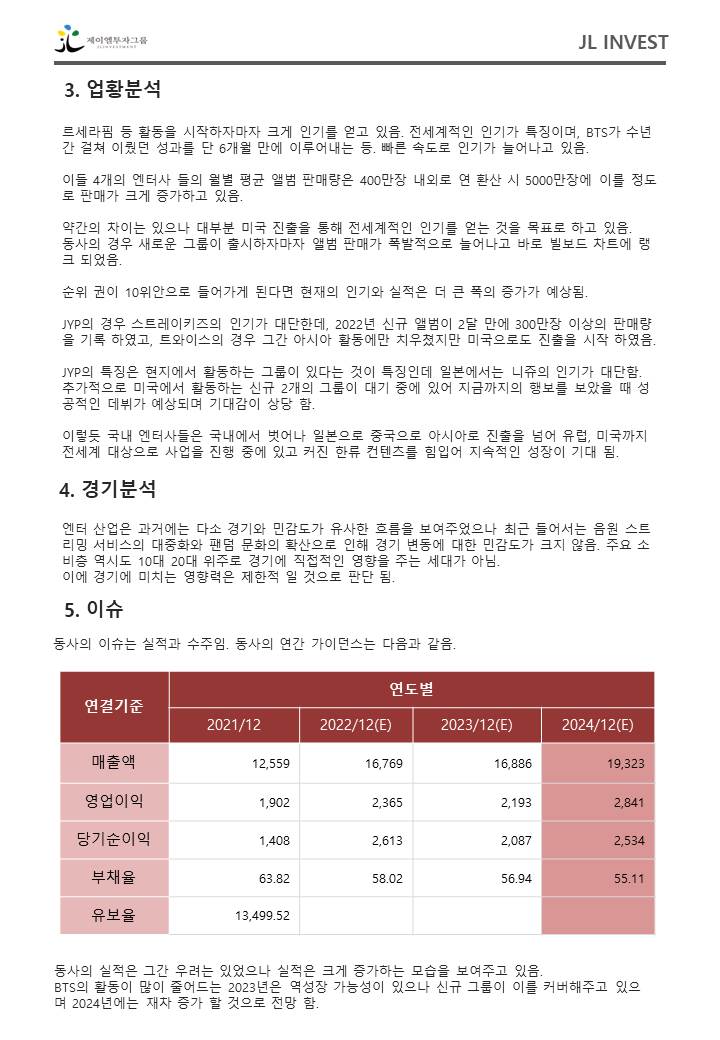 제이엘투자그룹
JLINVESTMENT
JL INVEST
3. 업황분석
르세라핌 등 활동을 시작하자마자 크게 인기를 얻고 있음. 전세계적인 인기가 특징이며, BTS가 수년
간 걸쳐 이뤘던 성과를 단 6개월 만에 이루어내는 등. 빠른 속도로 인기가 늘어나고 있음.
이들 4개의 엔터사 들의 월별 평균 앨범 판매량은 400만장 내외로 연 환산 시 5000만장에 이를 정도
로 판매가 크게 증가하고 있음.
약간의 차이는 있으나 대부분 미국 진출을 통해 전세계적인 인기를 얻는 것을 목표로 하고 있음.
동사의 경우 새로운 그룹이 출시하자마자 앨범 판매가 폭발적으로 늘어나고 바로 빌보드 차트에 랭
크 되었음.
순위 권이 10위안으로 들어가게 된다면 현재의 인기와 실적은 더 큰 폭의 증가가 예상됨.
JYP의 경우 스트레이키즈의 인기가 대단한데, 2022년 신규 앨범이 2달 만에 300만장 이상의 판매량
을 기록 하였고, 트와이스의 경우 그간 아시아 활동에만 치우쳤지만 미국으로도 진출을 시작 하였음.
JYP의 특징은 현지에서 활동하는 그룹이 있다는 것이 특징인데 일본에서는 니쥬의 인기가 대단함.
추가적으로 미국에서 활동하는 신규 2개의 그룹이 대기 중에 있어 지금까지의 행보를 보았을 때 성
공적인 데뷔가 예상되며 기대감이 상당 함.
이렇듯 국내 엔터사들은 국내에서 벗어나 일본으로 중국으로 아시아로 진출을 넘어 유럽, 미국까지
전세계 대상으로 사업을 진행 중에 있고 커진 한류 컨텐츠를 힘입어 지속적인 성장이 기대 됨.
4. 경기분석
엔터 산업은 과거에는 다소 경기와 민감도가 유사한 흐름을 보여주었으나 최근 들어서는 음원 스트
리밍 서비스의 대중화와 팬덤 문화의 확산으로 인해 경기 변동에 대한 민감도가 크지 않음. 주요 소
비층 역시도 10대 20대 위주로 경기에 직접적인 영향을 주는 세대가 아님.
이에 경기에 미치는 영향력은 제한적 일 것으로 판단 됨.
5. 이슈
동사의 이슈는 실적과 수주임. 동사의 연간 가이던스는 다음과 같음.
연결기준 연도별
2021/12 2022/12(E) 2023/12(E) 2024/12(E)
매출액 12,559 16,769 16,886 19,323
영업이익 1,902 2,365 2,193 2,841
당기순이익 1,408 2,613 2,087 2,534
부채율 63.82 58.02 56.94 55.11
유보율 13,499.52
동사의 실적은 그간 우려는 있었으나 실적은 크게 증가하는 모습을 보여주고 있음.
BTS의 활동이 많이 줄어드는 2023년은 역성장 가능성이 있으나 신규 그룹이 이를 커버해주고 있으
며 2024년에는 재차 증가 할 것으로 전망 함.